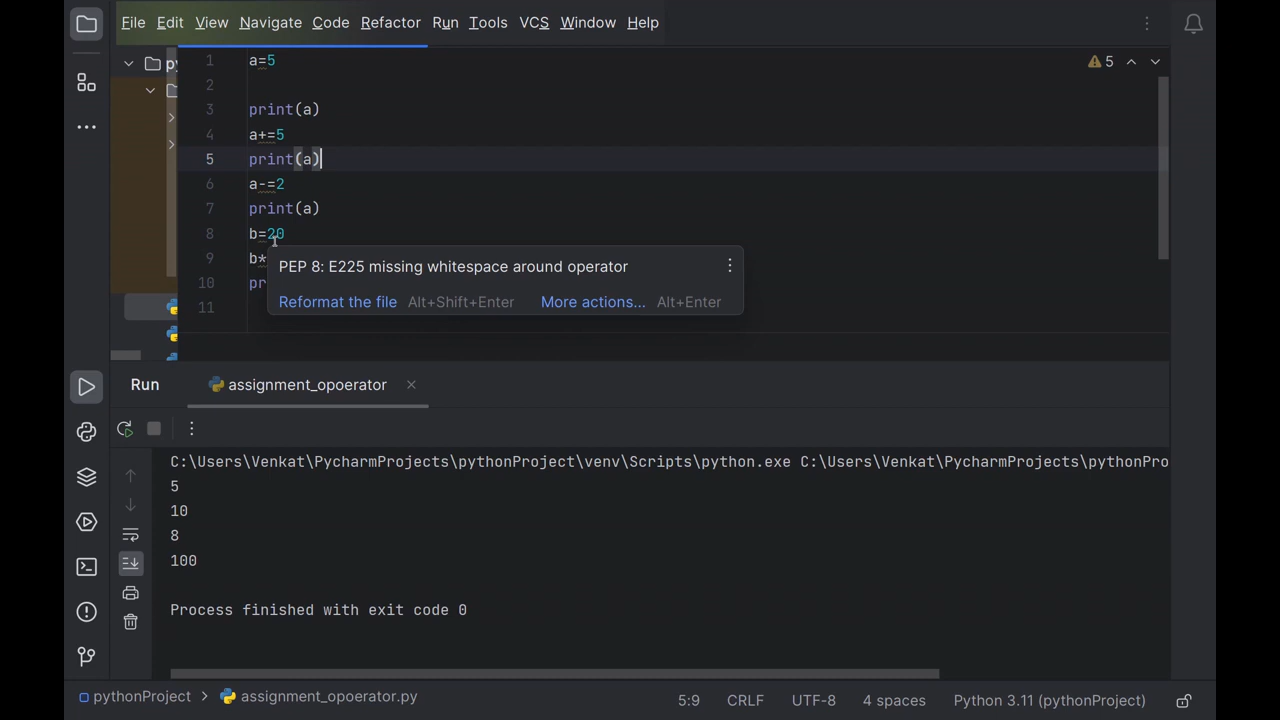 File Edit View Navigate Code Refactor Run Tools VCS Window Help
py
1 a=5
5
2
3 print(a)
4 a+=5
5 print(a)
6 a-=2
7 print(a)
8 b=20
9 b*
10 pr
11
PEP 8: E225 missing whitespace around operator
Reformat the file Alt+Shift+Enter More actions... Alt+Enter
Run assignment_opoerator
C:\Users\Venkat\PycharmProjects\pythonProject\venv\Scripts\python.exe C:\Users\Venkat\PycharmProjects\pythonPro
5
10
8
100
Process finished with exit code 0
pythonProject > assignment_opoerator.py 5:9 CRLF UTF-8 4 spaces Python 3.11 (pythonProject)